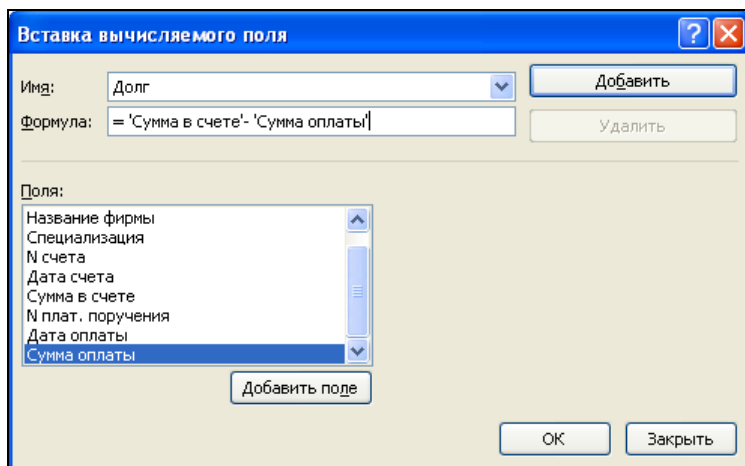 Вставка вычисляемого поля
Имя: Долг Добавить
Формула: = 'Сумма в счете'- 'Сумма оплаты' Удалить
Поля:
Название фирмы
Специализация
N счета
Дата счета
Сумма в счете
N плат. поручения
Дата оплаты
Сумма оплаты
Добавить поле
ОК Закрыть